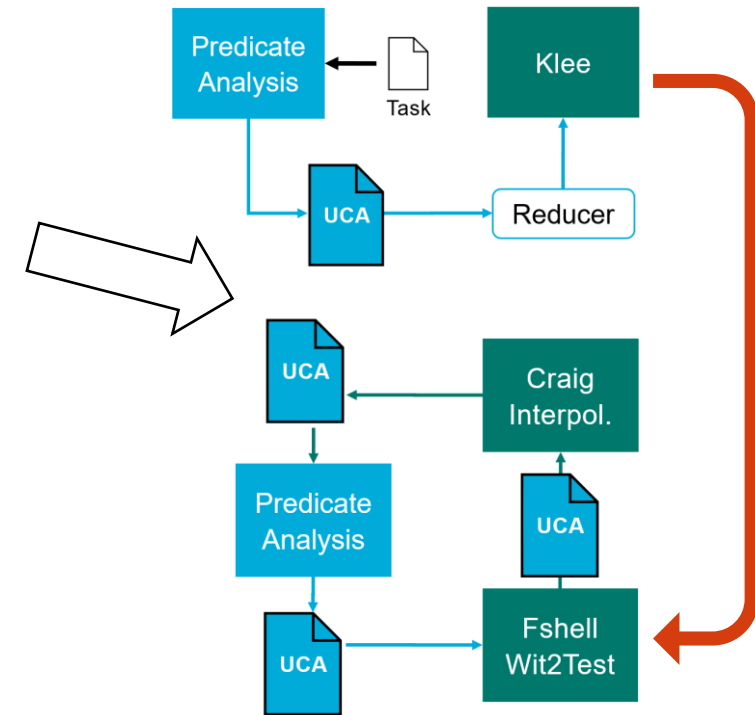 Predicate
Analysis
Task
Klee
UCA
Reducer
UCA
Craig
Interpol.
Predicate
Analysis
UCA
UCA
Fshell
Wit2Test